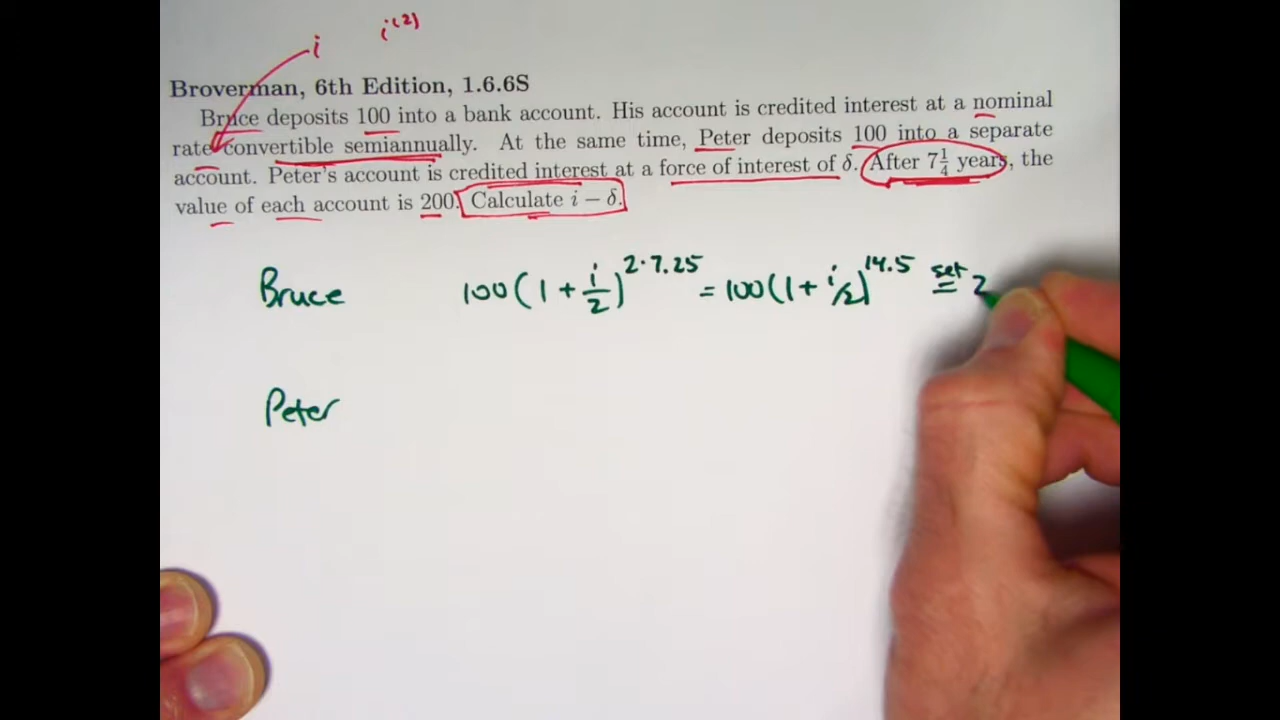 i i^(2)
Broverman, 6th Edition, 1.6.6S
Bruce deposits 100 into a bank account. His account is credited interest at a nominal
rate convertible semiannually. At the same time, Peter deposits 100 into a separate
account. Peter's account is credited interest at a force of interest of δ. After 7 1/4 years, the
value of each account is 200. Calculate i − δ.
Bruce 100(1 + i/2)^2·7.25 = 100(1 + i/2)^14.5 set = 2
Peter